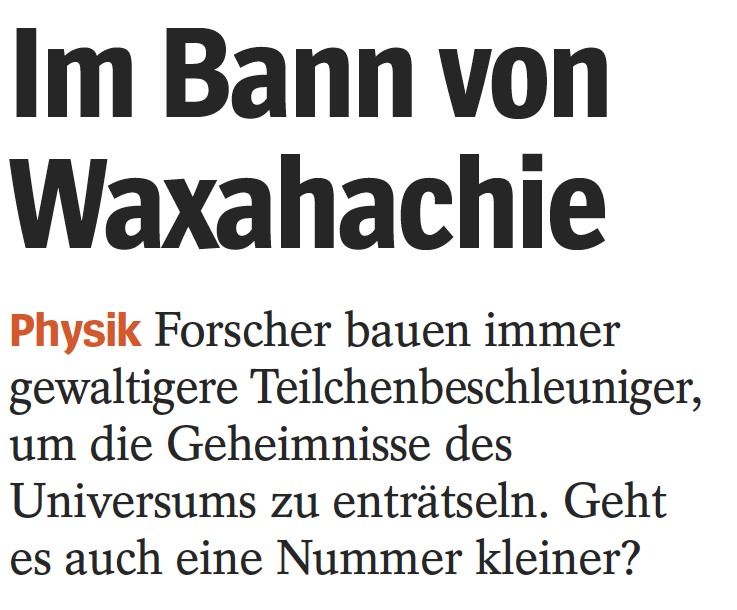 Im Bann von
Waxahachie
Physik Forscher bauen immer
gewaltigere Teilchenbeschleuniger,
um die Geheimnisse des
Universums zu enträtseln. Geht
es auch eine Nummer kleiner?